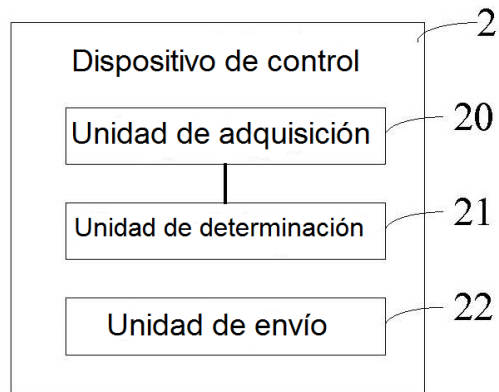 2
Dispositivo de control
Unidad de adquisición
20
Unidad de determinación
21
Unidad de envío
22